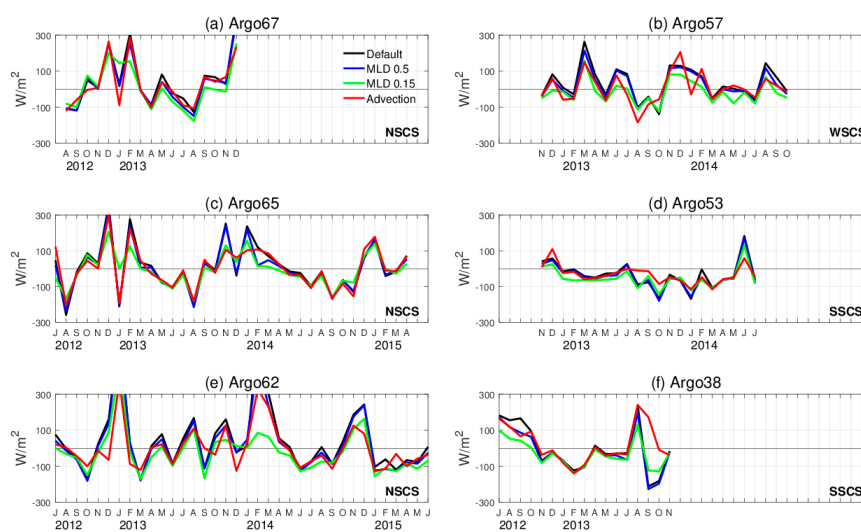 (a) Argo67
300
100
-100
-300
W/m²
Default
MLD 0.5
MLD 0.15
Advection
NSCS
A S O N D J F M A M J J A S O N D
2012 2013
(b) Argo57
300
100
-100
-300
W/m²
WSCS
N D J F M A M J J A S O N D J F M A M J J A S O
2013 2014
(c) Argo65
300
100
-100
-300
W/m²
NSCS
J A S O N D J F M A M J J A S O N D J F M A M J J A S O N D J F M A M J
2012 2013 2014 2015
(d) Argo53
300
100
-100
-300
W/m²
SSCS
N D J F M A M J J A S O N D J F M A M J J
2013 2014
(e) Argo62
300
100
-100
-300
W/m²
NSCS
J A S O N D J F M A M J J A S O N D J F M A M J J A S O N D J F M A M J
2012 2013 2014 2015
(f) Argo38
300
100
-100
-300
W/m²
SSCS
J A S O N D J F M A M J J A S O N
2012 2013